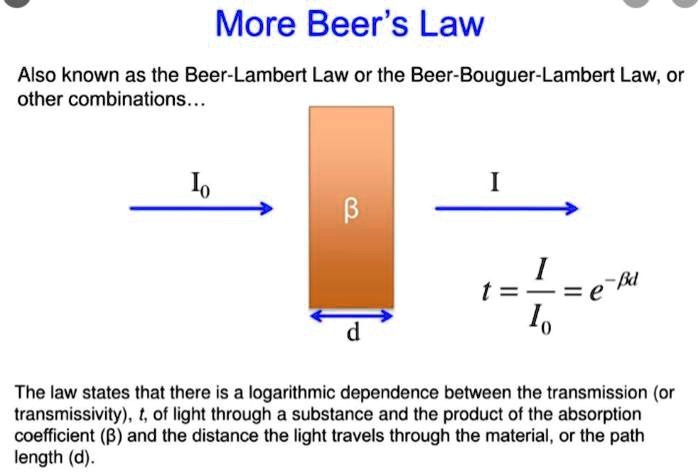 More Beer's Law
Also known as the Beer-Lambert Law or the Beer-Bouguer-Lambert Law, or
other combinations...
I₀
I
β
t = I / I₀ = e^(-βd)
d
The law states that there is a logarithmic dependence between the transmission (or
transmissivity), t, of light through a substance and the product of the absorption
coefficient (β) and the distance the light travels through the material, or the path
length (d).